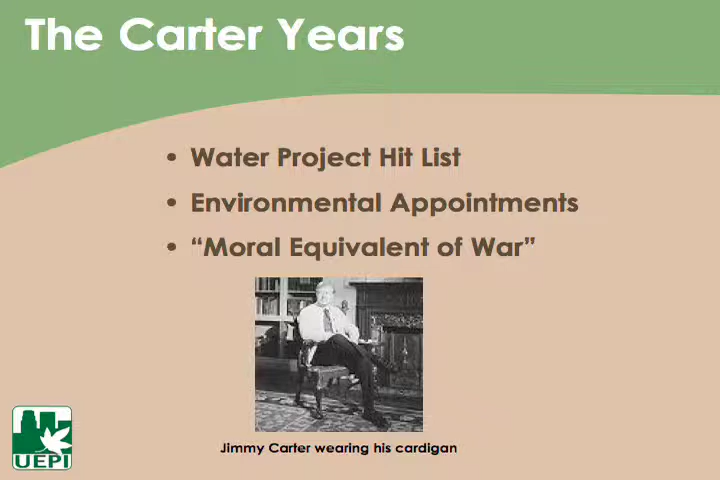 The Carter Years
• Water Project Hit List
• Environmental Appointments
• “Moral Equivalent of War”
Jimmy Carter wearing his cardigan
UEPI